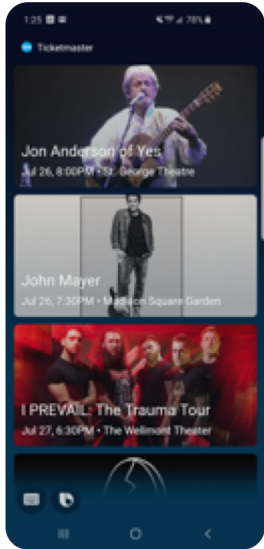 1:25
78%
Ticketmaster
Jon Anderson of Yes
Jul 26, 8:00PM • St. George Theatre
John Mayer
Jul 26, 7:30PM • Madison Square Garden
I PREVAIL: The Trauma Tour
Jul 27, 6:30PM • The Wellmont Theater